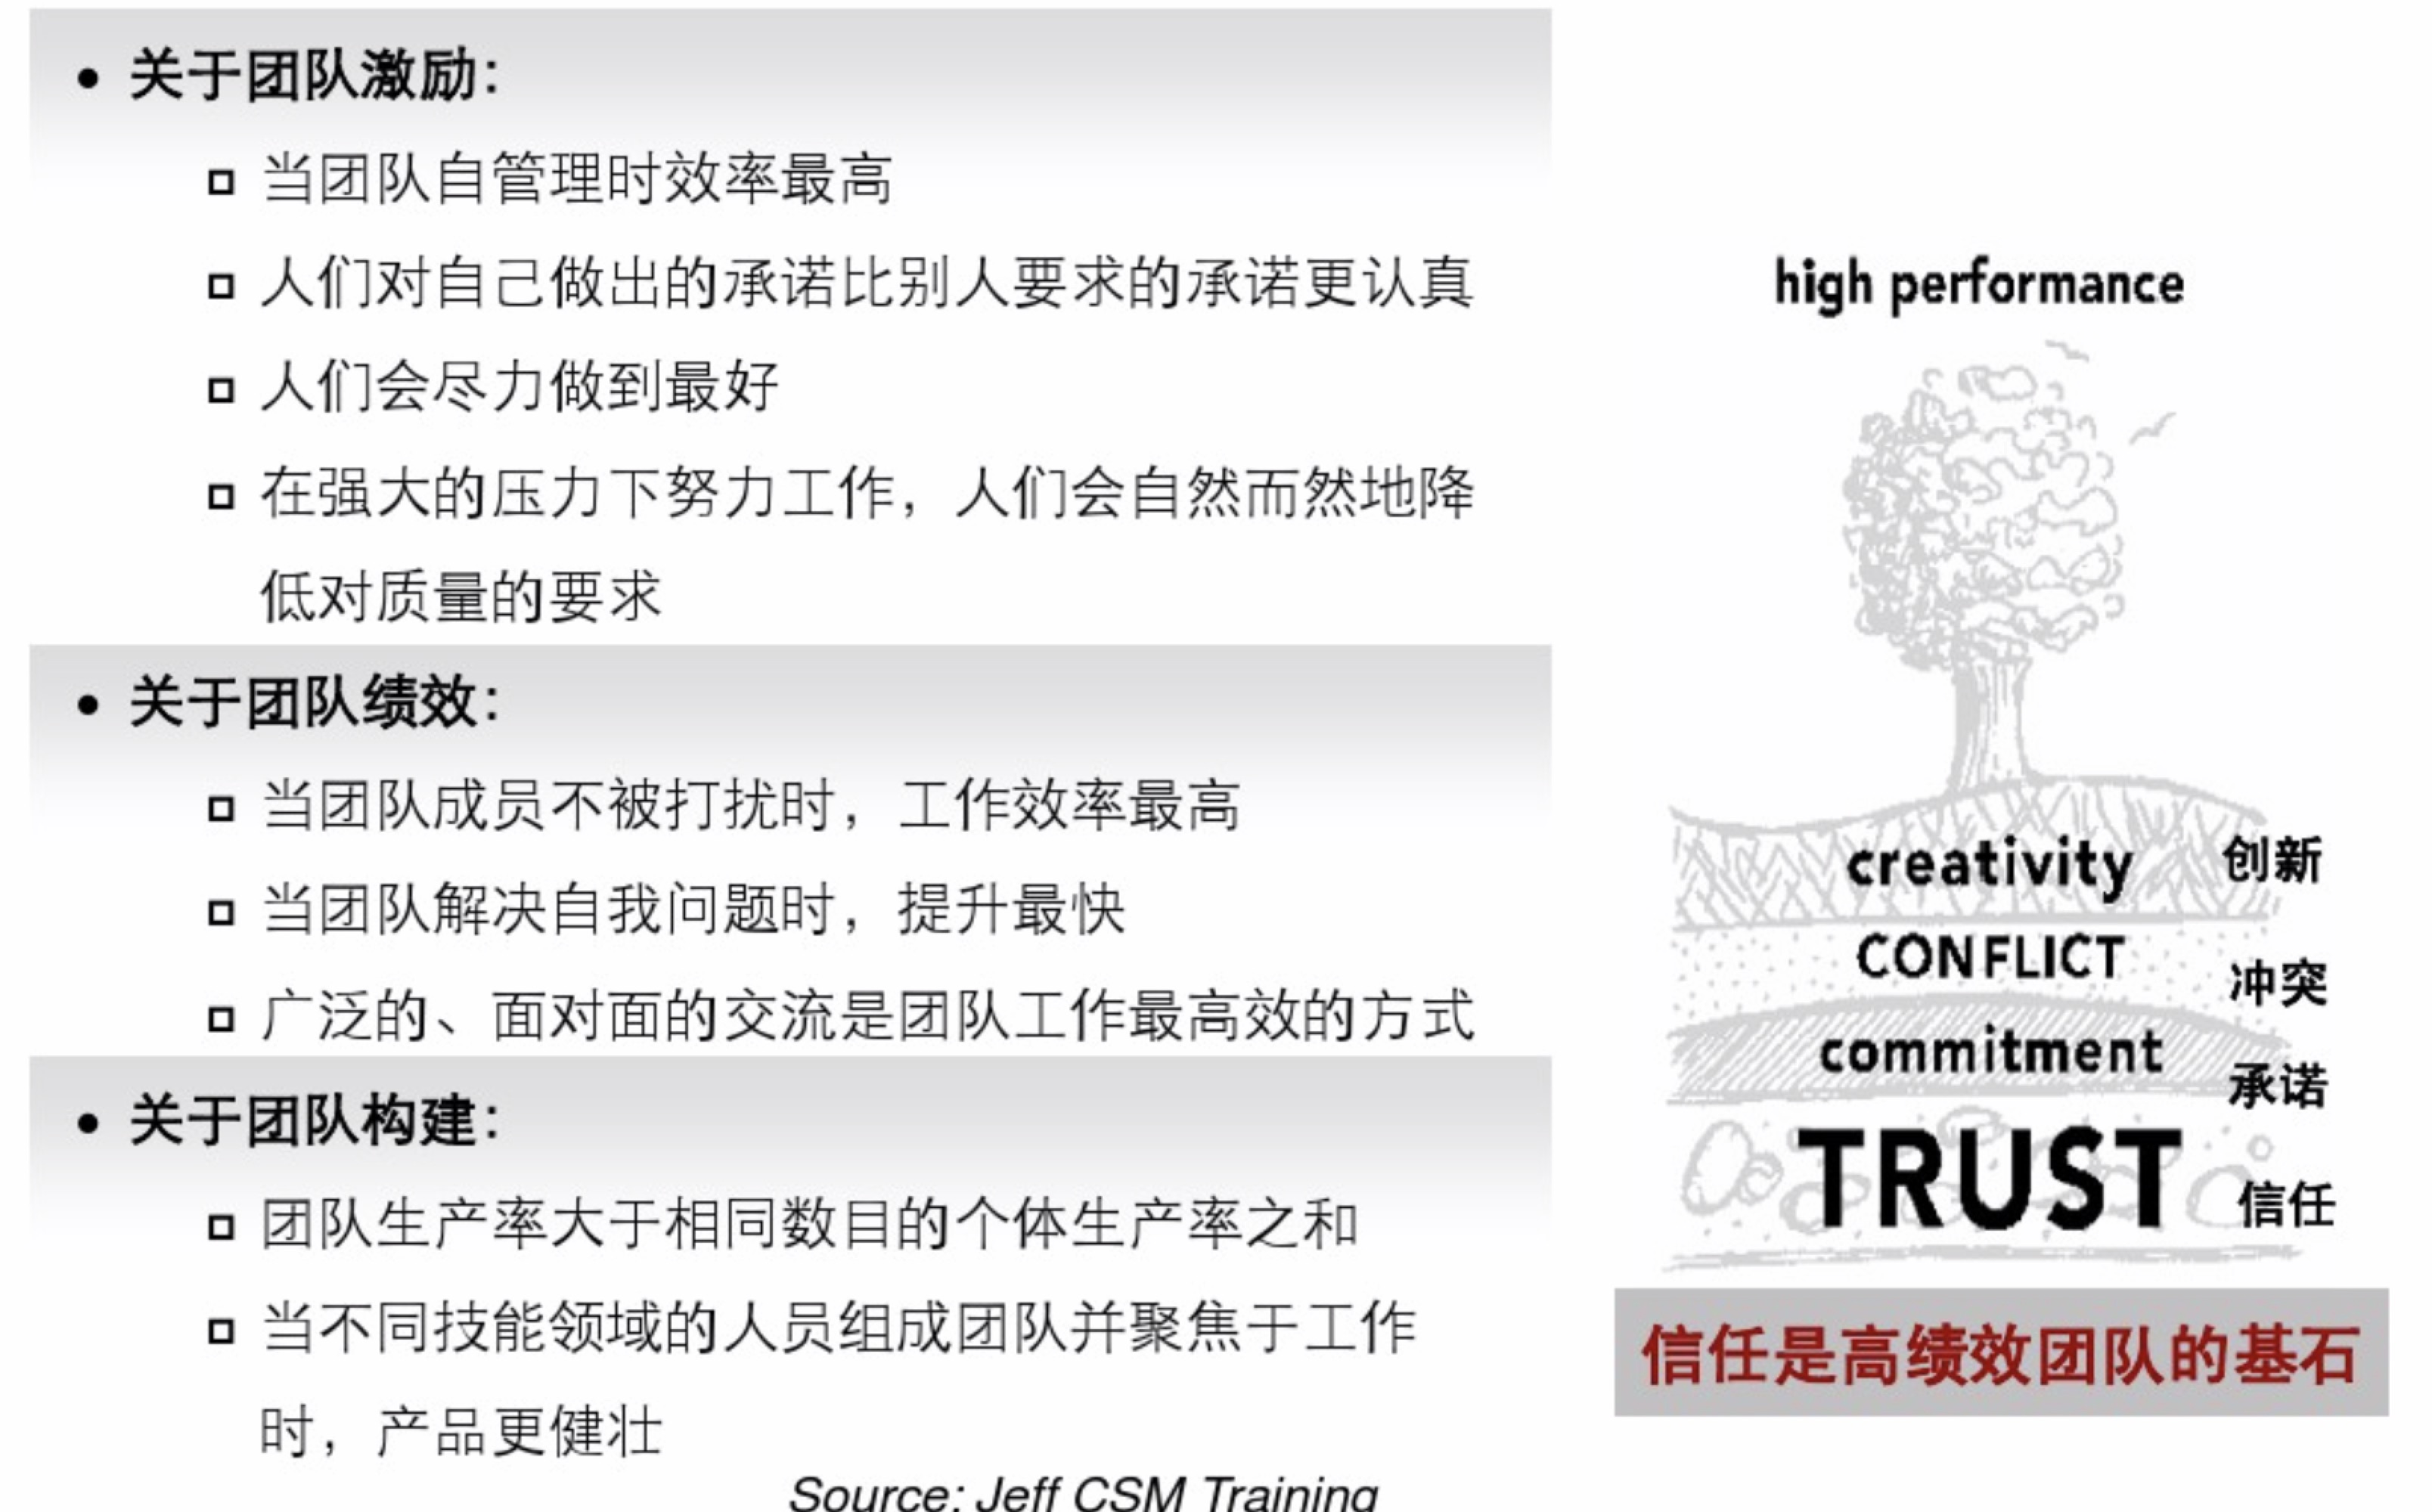 • 关于团队激励：
当团队自管理时效率最高
人们对自己做出的承诺比别人要求的承诺更认真
人们会尽力做到最好
在强大的压力下努力工作，人们会自然而然地降
低对质量的要求
• 关于团队绩效：
当团队成员不被打扰时，工作效率最高
当团队解决自我问题时，提升最快
广泛的、面对面的交流是团队工作最高效的方式
• 关于团队构建：
团队生产率大于相同数目的个体生产率之和
当不同技能领域的人员组成团队并聚焦于工作
时，产品更健壮
Source: Jeff CSM Training
high performance
creativity 创新
CONFLICT 冲突
commitment 承诺
TRUST 信任
信任是高绩效团队的基石